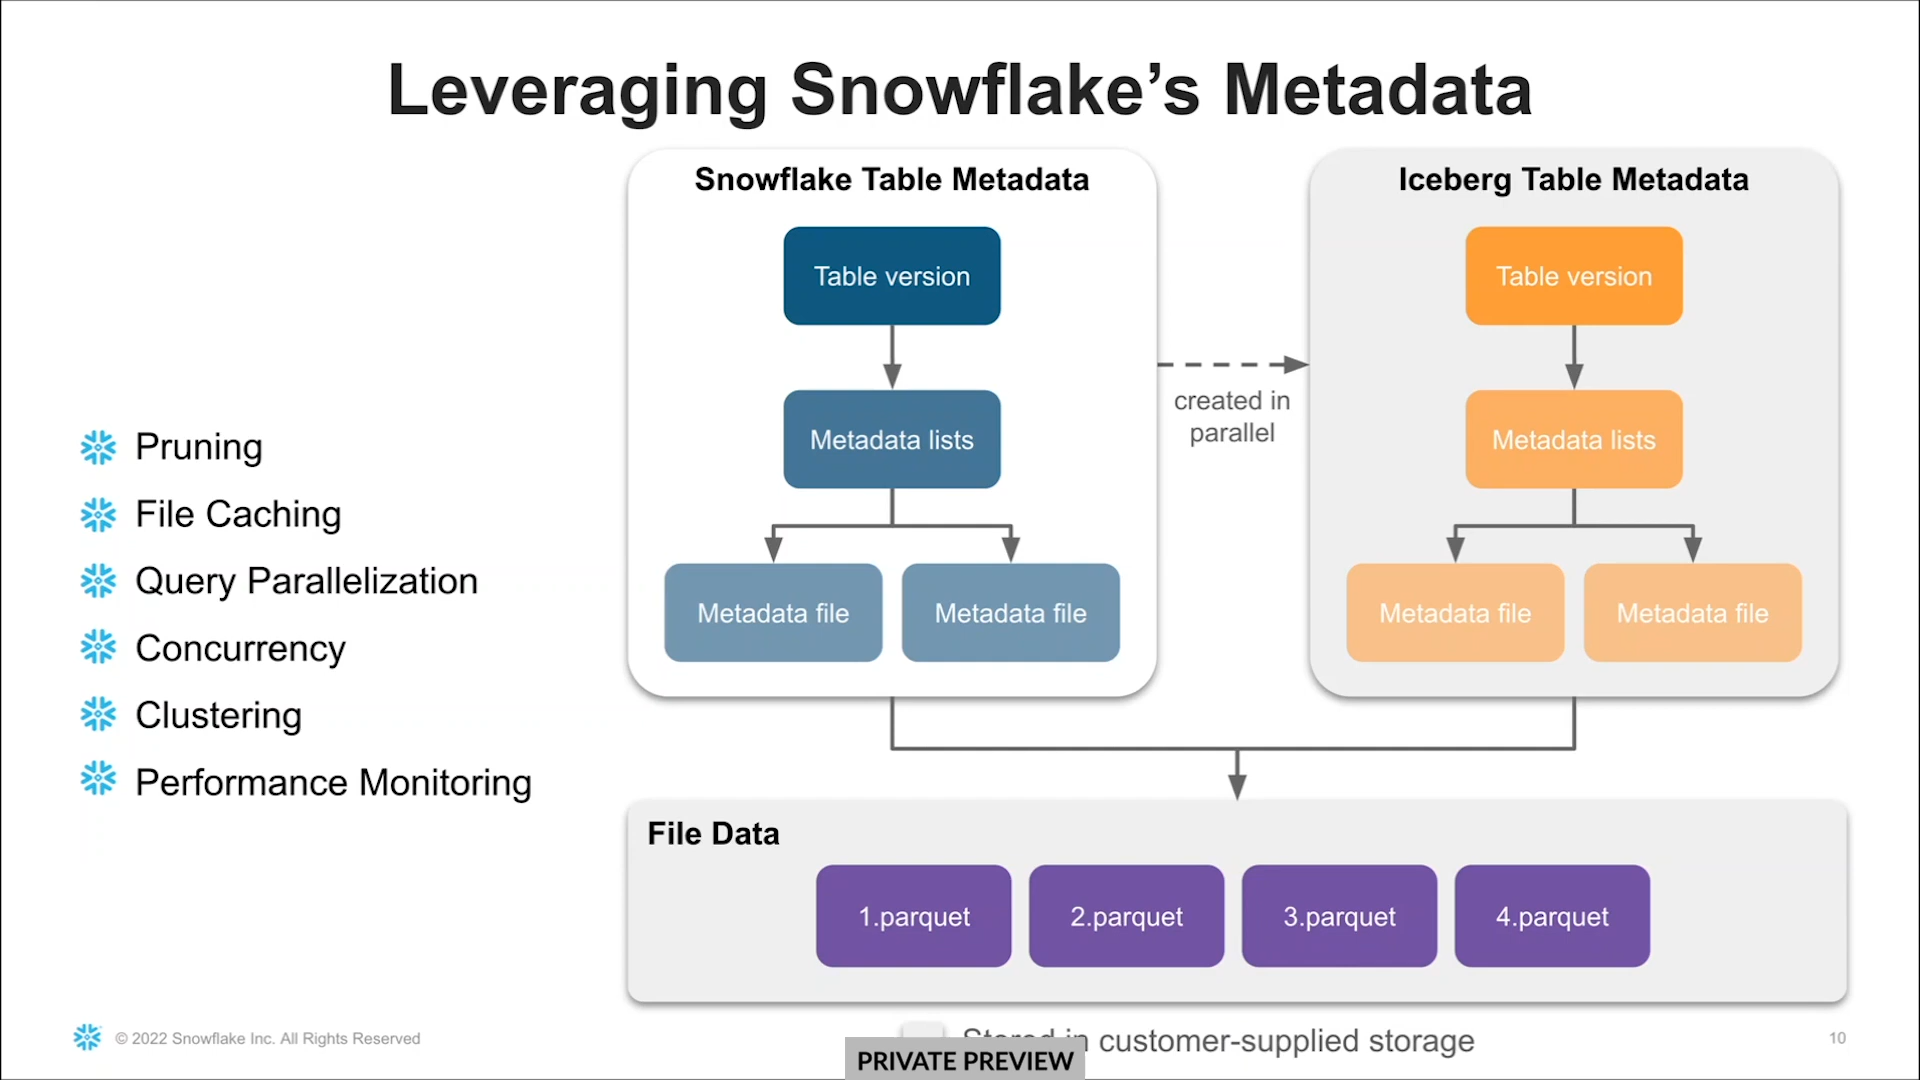 Leveraging Snowflake’s Metadata
Pruning
File Caching
Query Parallelization
Concurrency
Clustering
Performance Monitoring
Snowflake Table Metadata
Table version
Metadata lists
Metadata file
Metadata file
created in
parallel
Iceberg Table Metadata
Table version
Metadata lists
Metadata file
Metadata file
File Data
1.parquet
2.parquet
3.parquet
4.parquet
Stored in customer-supplied storage
PRIVATE PREVIEW
© 2022 Snowflake Inc. All Rights Reserved
10